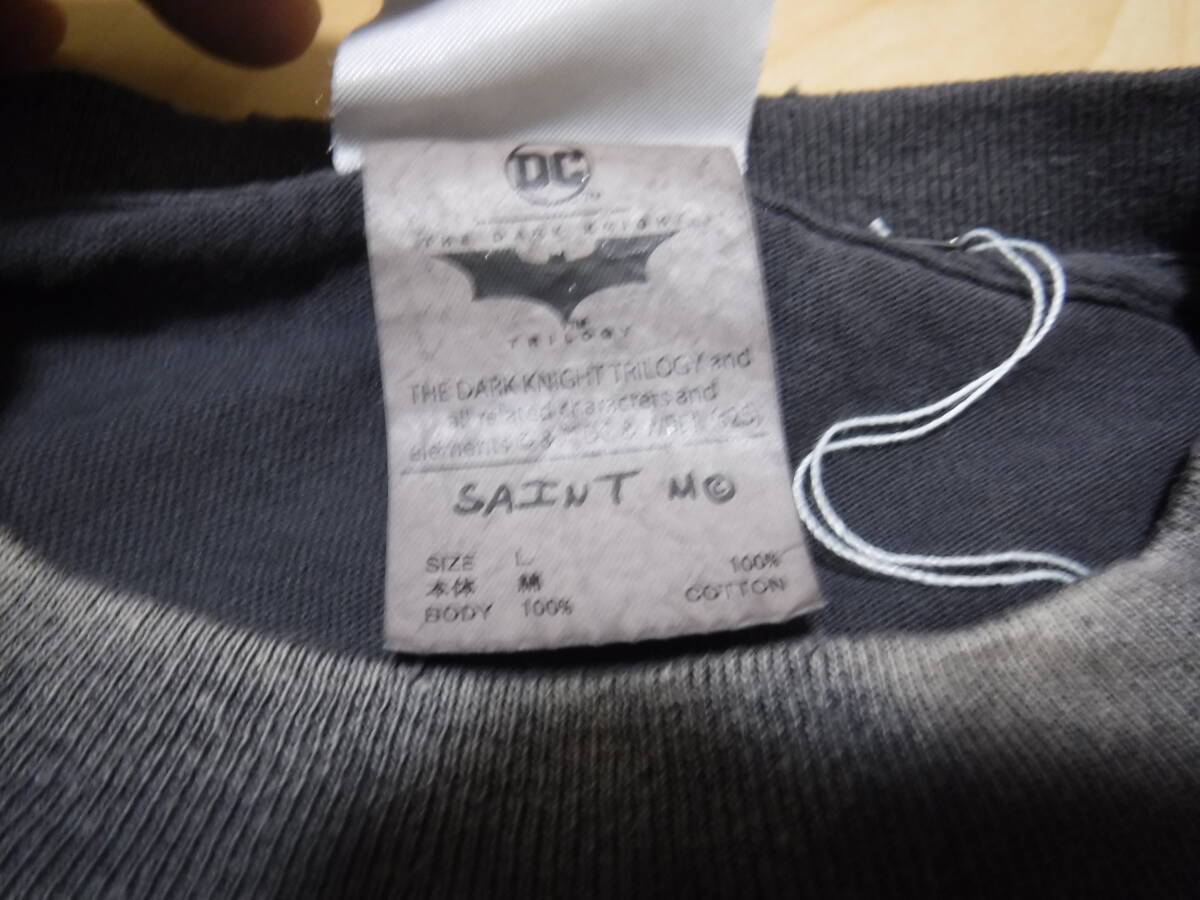 DC
THE DARK KNIGHT
TRILOGY
THE DARK KNIGHT TRILOGY and
all related characters and
elements ©
SAINT M©
SIZE L
本体 綿 100%
BODY 100% COTTON